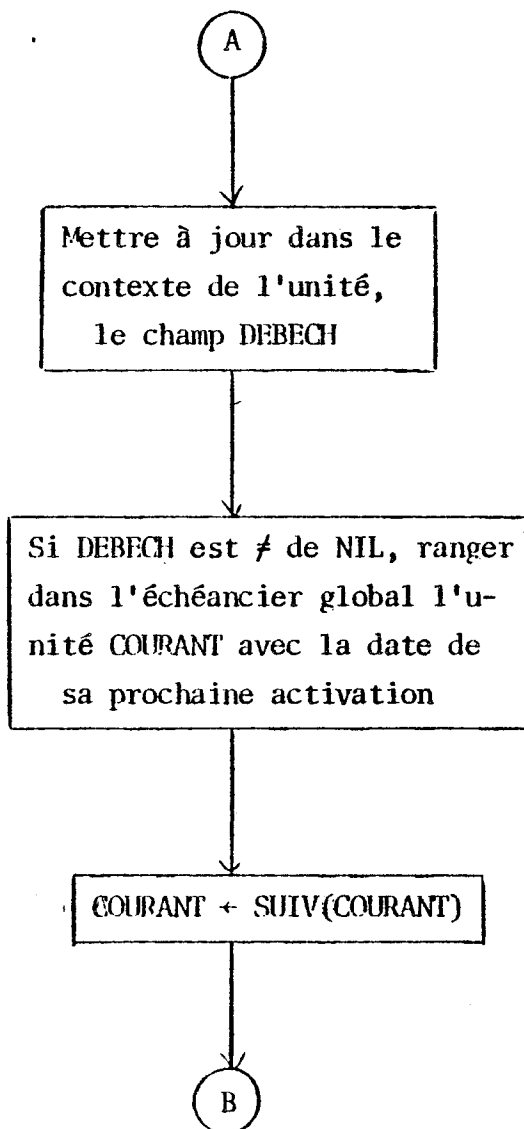 A
Mettre à jour dans le
contexte de l'unité,
le champ DEBECH
Si DEBECH est ≠ de NIL, ranger
dans l'échéancier global l'u-
nité COURANT avec la date de
sa prochaine activation
COURANT ← SUIV(COURANT)
B